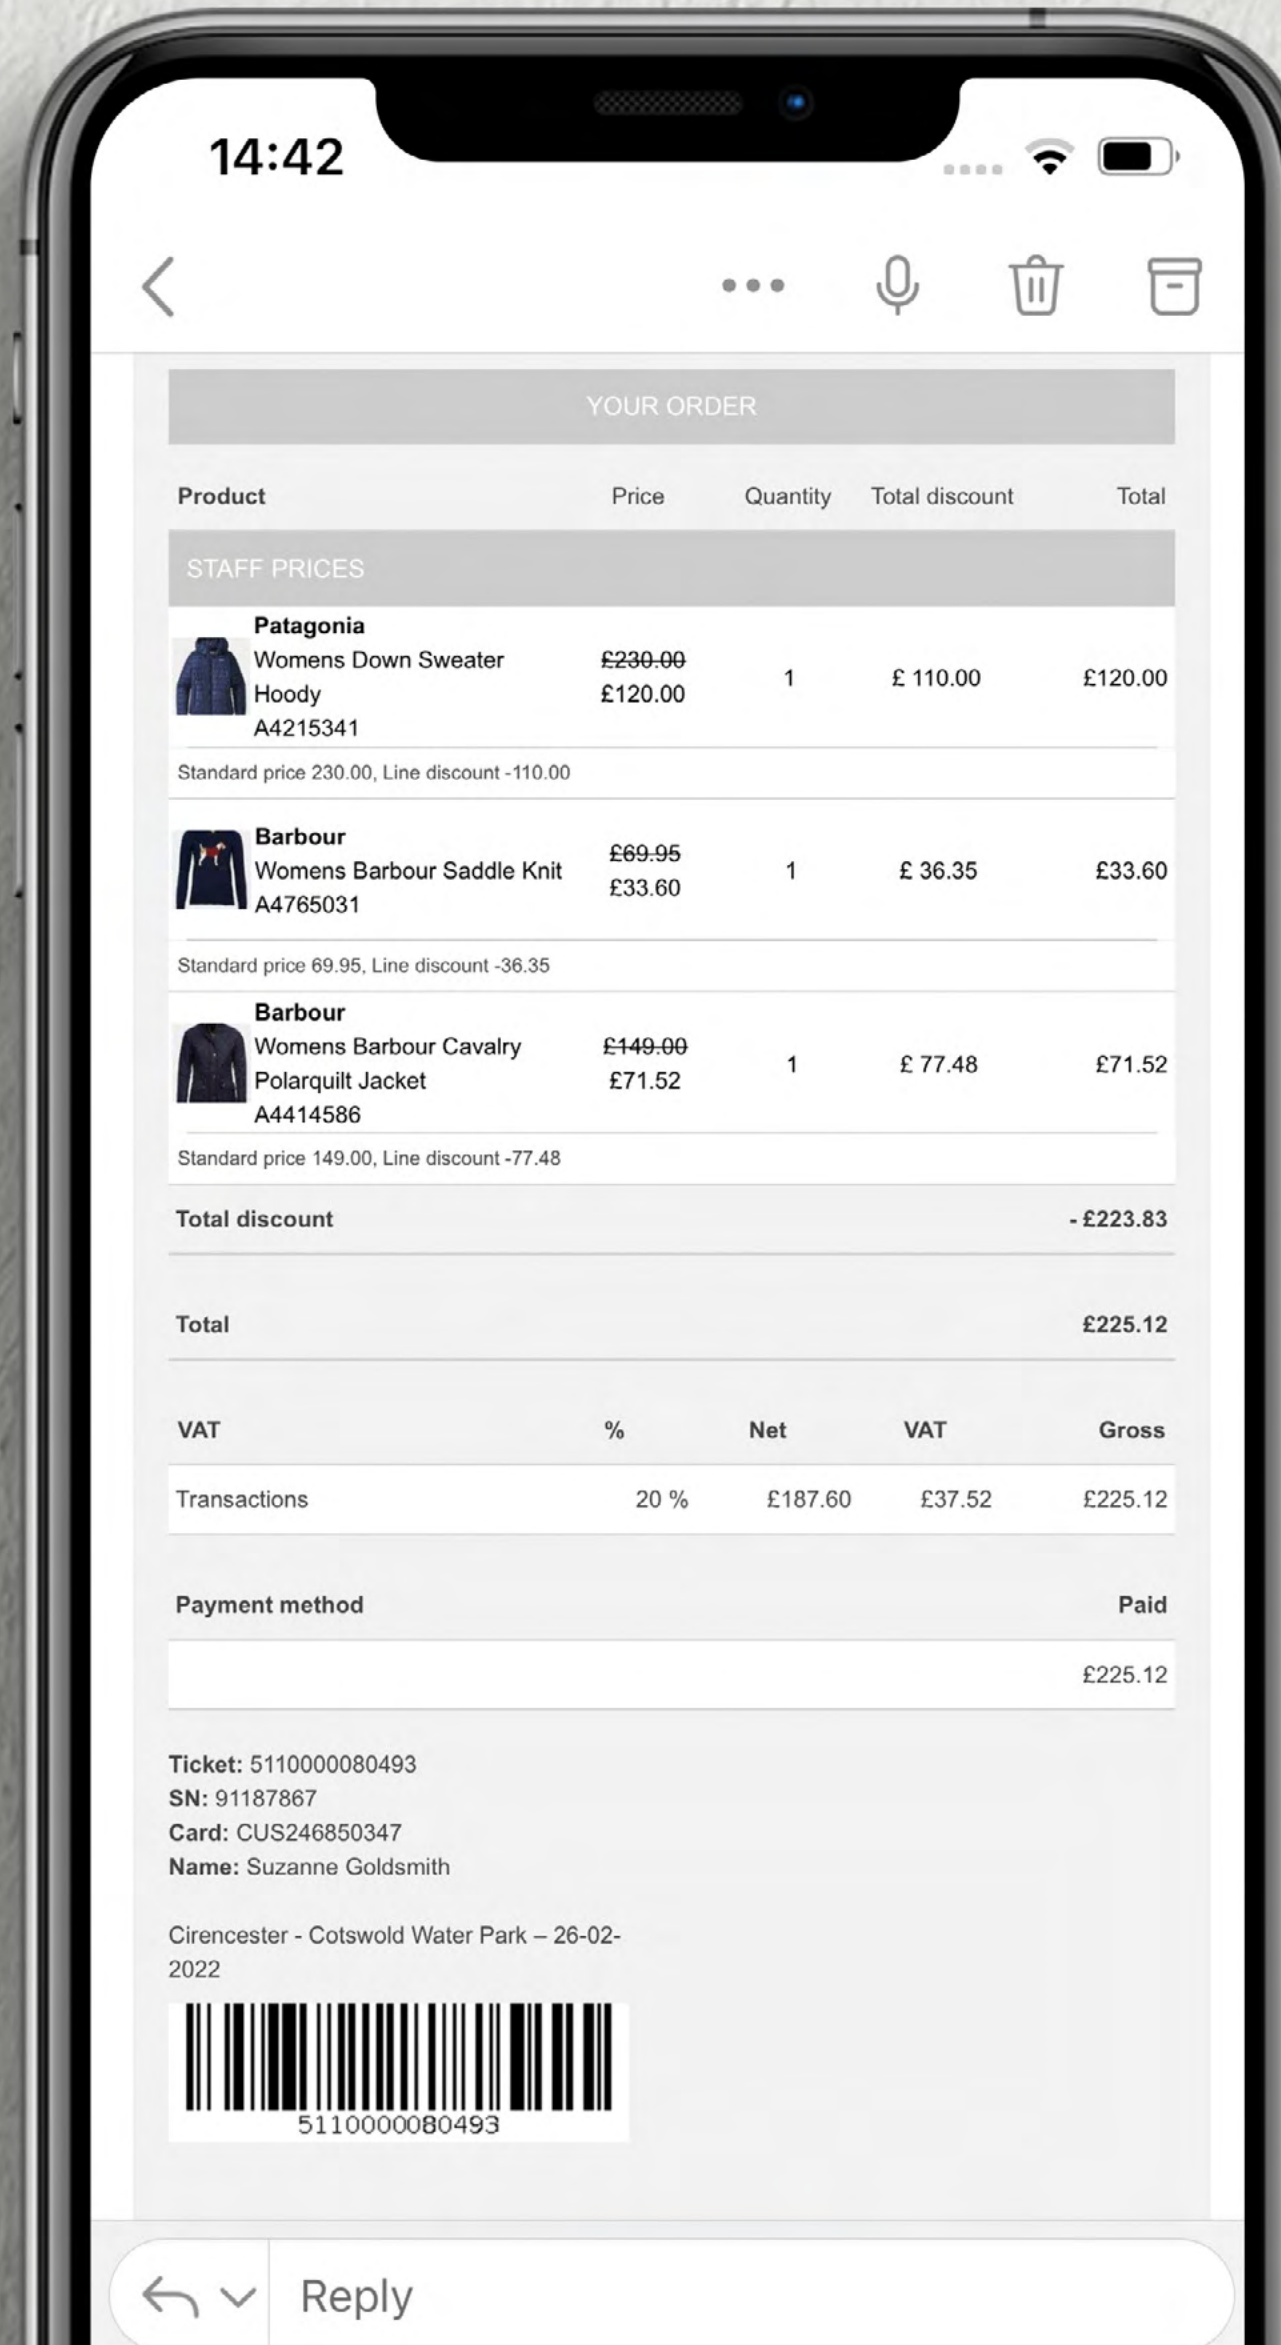 14:42
YOUR ORDER
Product Price Quantity Total discount Total
STAFF PRICES
Patagonia
Womens Down Sweater
Hoody
A4215341
£230.00
£120.00
1
£ 110.00
£120.00
Standard price 230.00, Line discount -110.00
Barbour
Womens Barbour Saddle Knit
A4765031
£69.95
£33.60
1
£ 36.35
£33.60
Standard price 69.95, Line discount -36.35
Barbour
Womens Barbour Cavalry
Polarquilt Jacket
A4414586
£149.00
£71.52
1
£ 77.48
£71.52
Standard price 149.00, Line discount -77.48
Total discount - £223.83
Total £225.12
VAT % Net VAT Gross
Transactions 20 % £187.60 £37.52 £225.12
Payment method Paid
£225.12
Ticket: 5110000080493
SN: 91187867
Card: CUS246850347
Name: Suzanne Goldsmith
Cirencester - Cotswold Water Park – 26-02-
2022
5110000080493
Reply